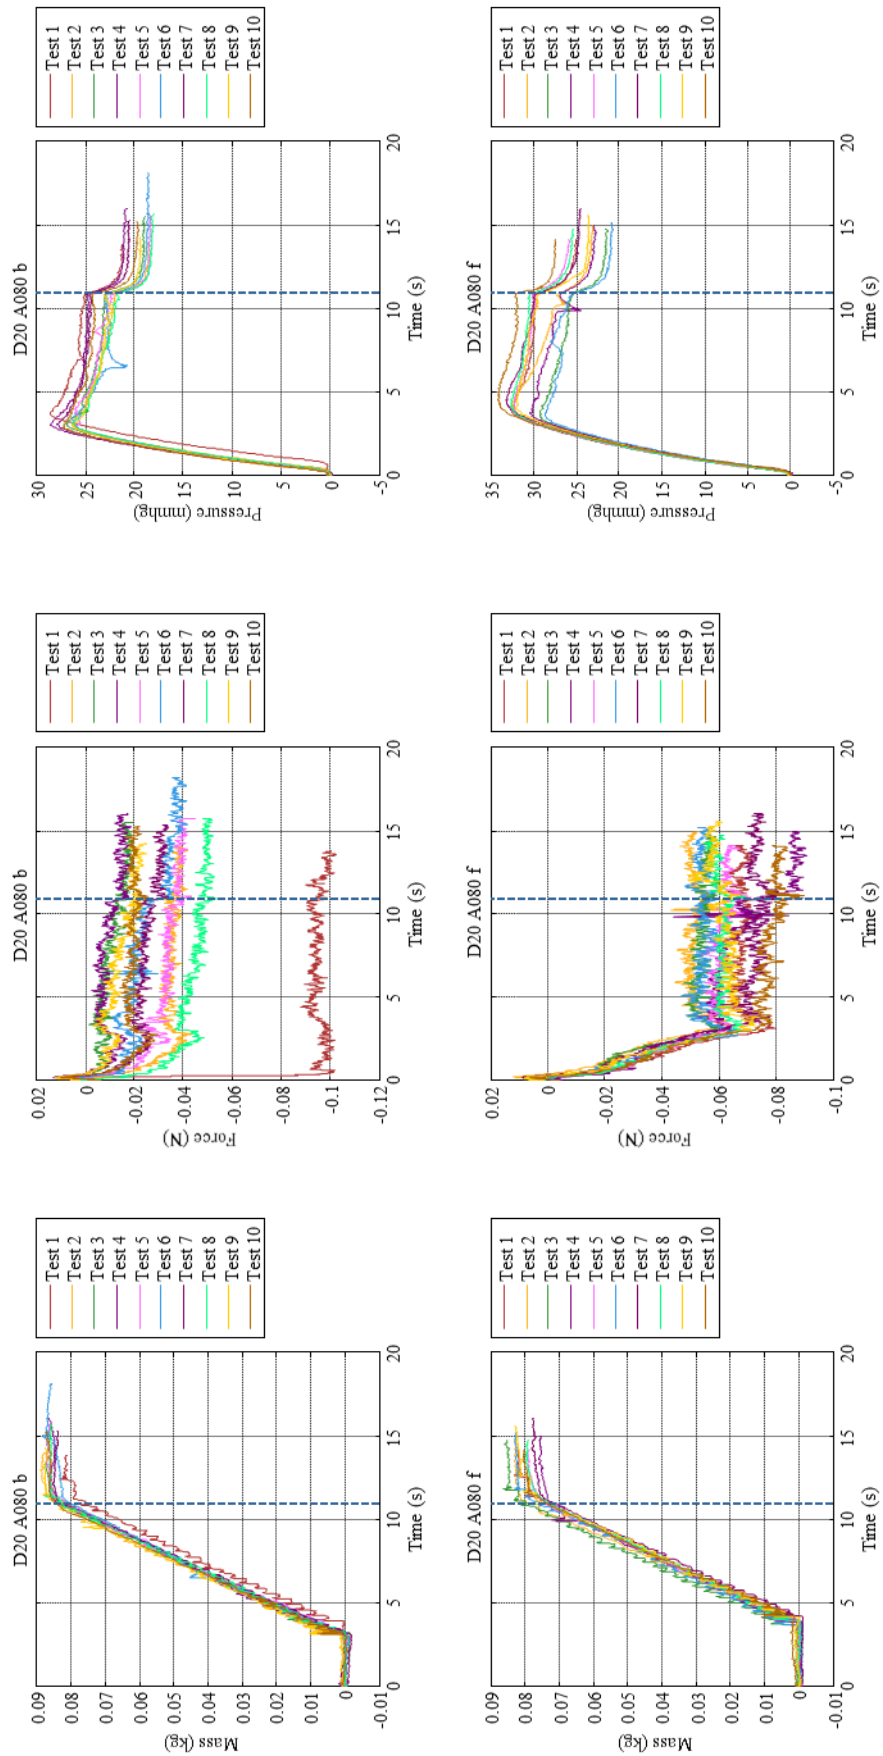 D20 A080 b
Mass (kg)
0.09
0.08
0.07
0.06
0.05
0.04
0.03
0.02
0.01
0
-0.01
0 5 10 15 20
Time (s)
Test 1
Test 2
Test 3
Test 4
Test 5
Test 6
Test 7
Test 8
Test 9
Test 10
D20 A080 b
Force (N)
0.02
0
-0.02
-0.04
-0.06
-0.08
-0.1
-0.12
0 5 10 15 20
Time (s)
Test 1
Test 2
Test 3
Test 4
Test 5
Test 6
Test 7
Test 8
Test 9
Test 10
D20 A080 b
Pressure (mmhg)
30
25
20
15
10
5
0
-5
0 5 10 15 20
Time (s)
Test 1
Test 2
Test 3
Test 4
Test 5
Test 6
Test 7
Test 8
Test 9
Test 10
D20 A080 f
Mass (kg)
0.09
0.08
0.07
0.06
0.05
0.04
0.03
0.02
0.01
0
-0.01
0 5 10 15 20
Time (s)
Test 1
Test 2
Test 3
Test 4
Test 5
Test 6
Test 7
Test 8
Test 9
Test 10
D20 A080 f
Force (N)
0.02
0
-0.02
-0.04
-0.06
-0.08
-0.1
0 5 10 15 20
Time (s)
Test 1
Test 2
Test 3
Test 4
Test 5
Test 6
Test 7
Test 8
Test 9
Test 10
D20 A080 f
Pressure (mmhg)
35
30
25
20
15
10
5
0
-5
0 5 10 15 20
Time (s)
Test 1
Test 2
Test 3
Test 4
Test 5
Test 6
Test 7
Test 8
Test 9
Test 10